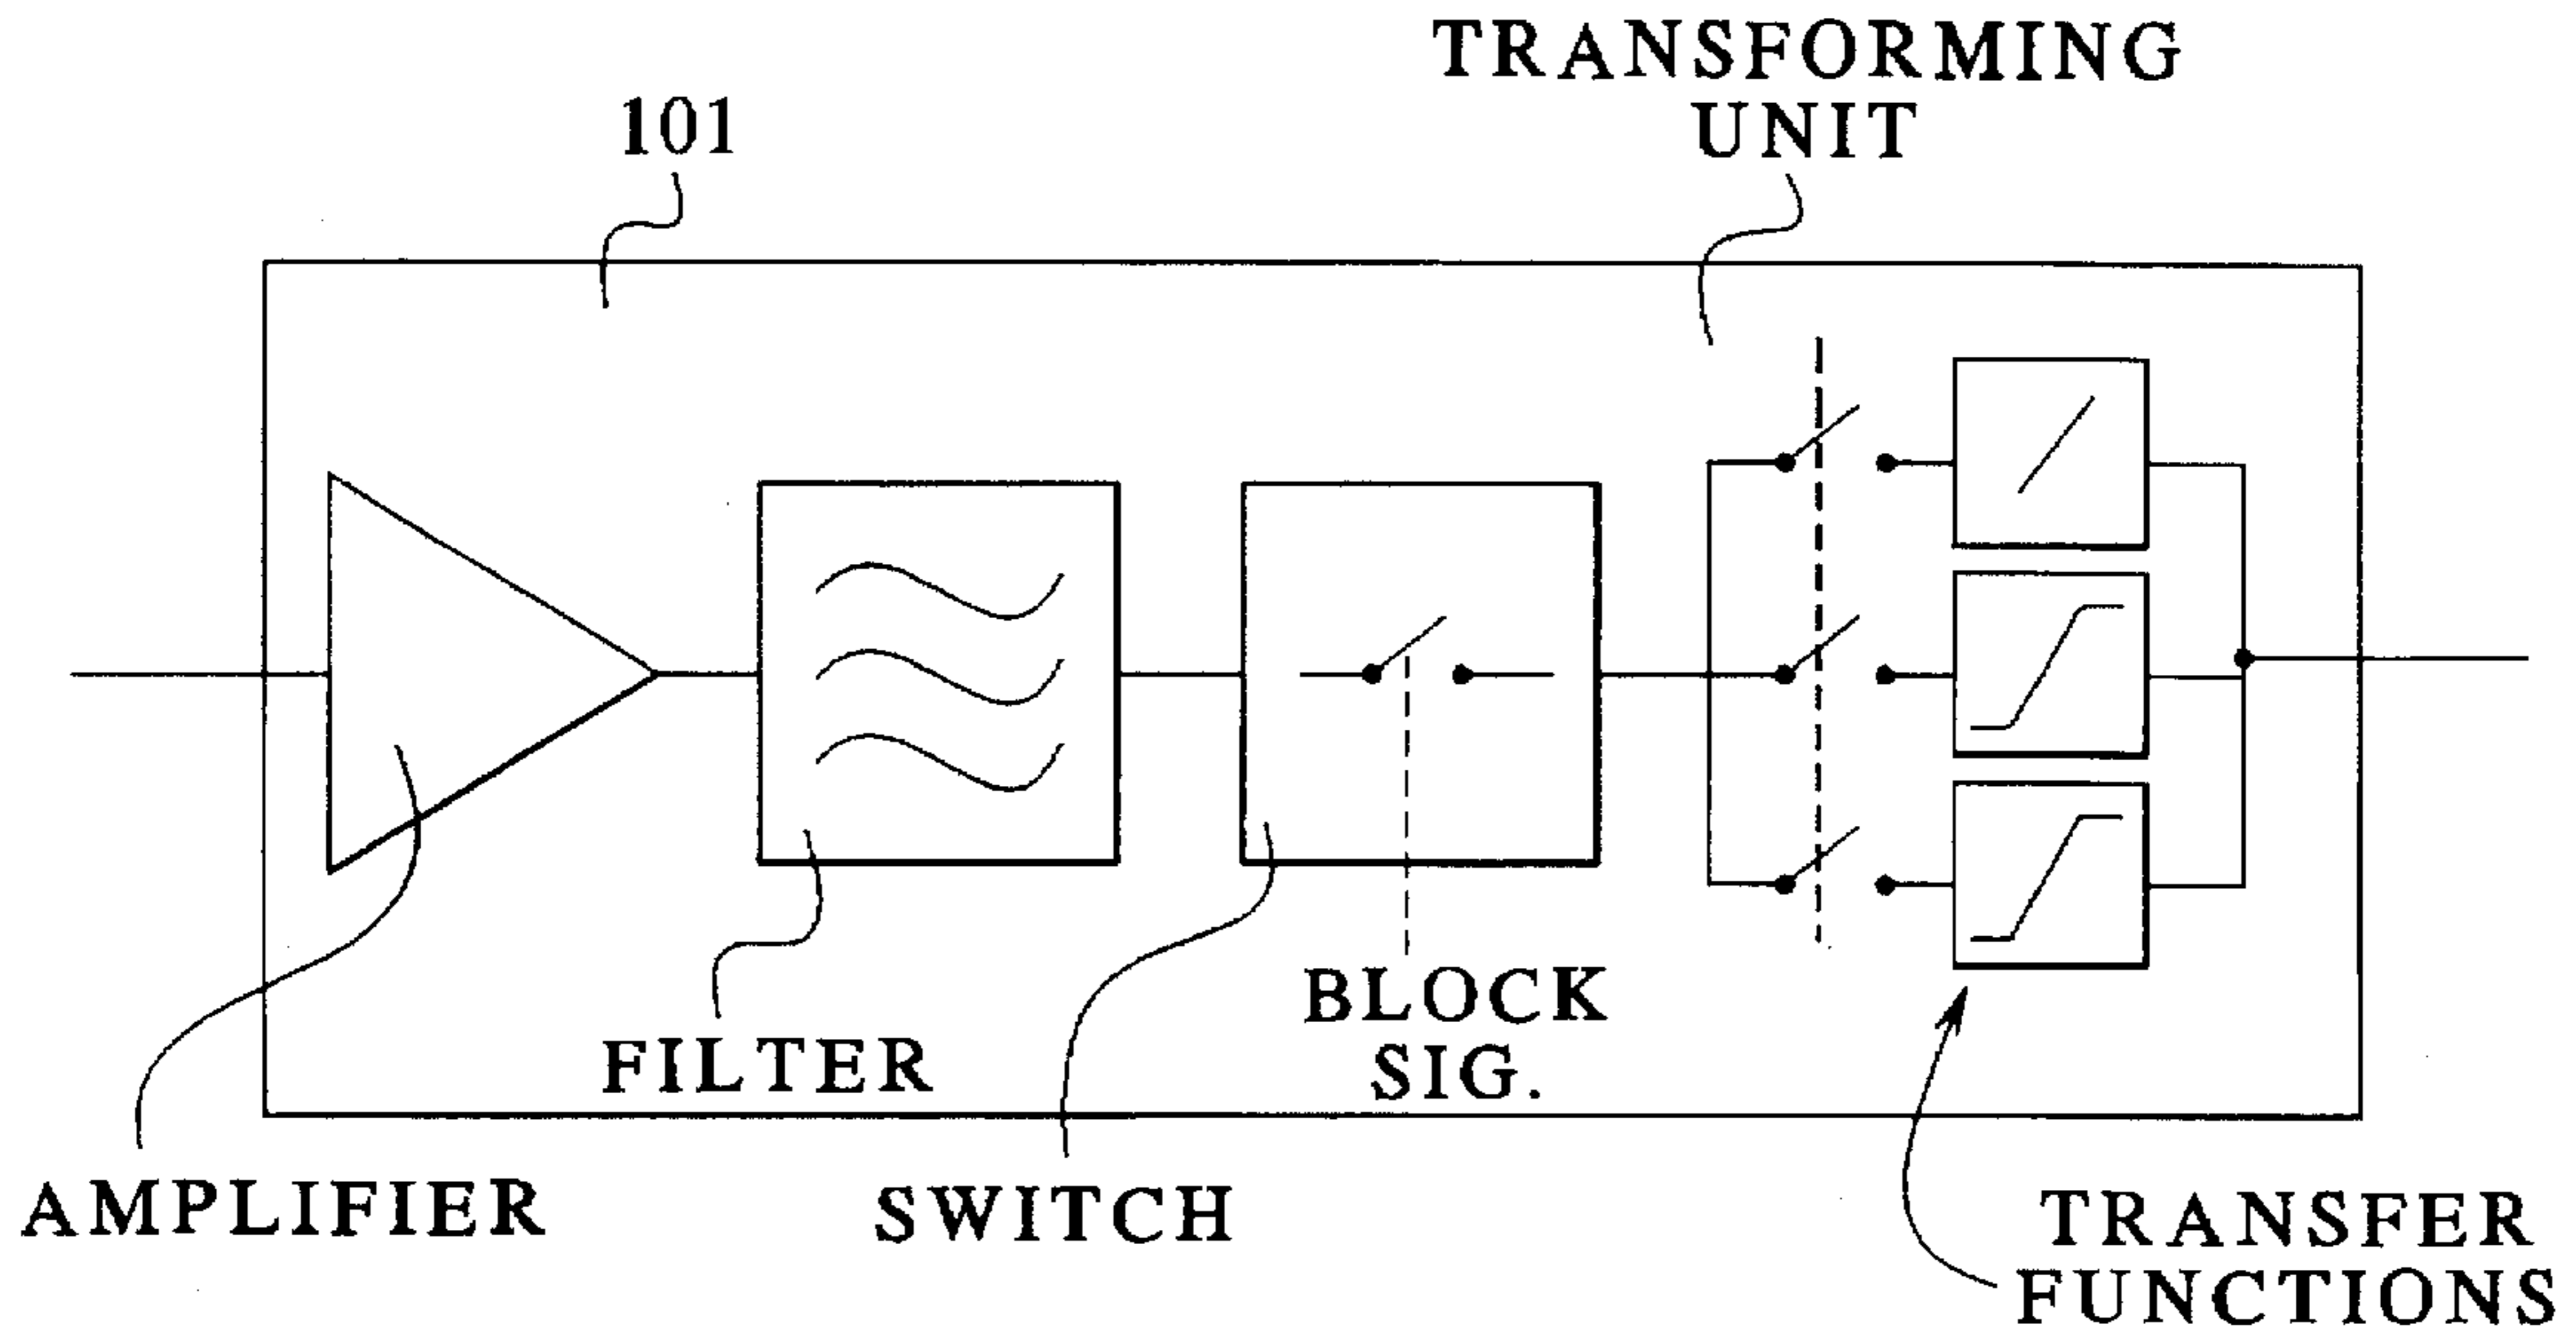 TRANSFORMING
UNIT
101
BLOCK
SIG.
FILTER
AMPLIFIER
SWITCH
TRANSFER
FUNCTIONS